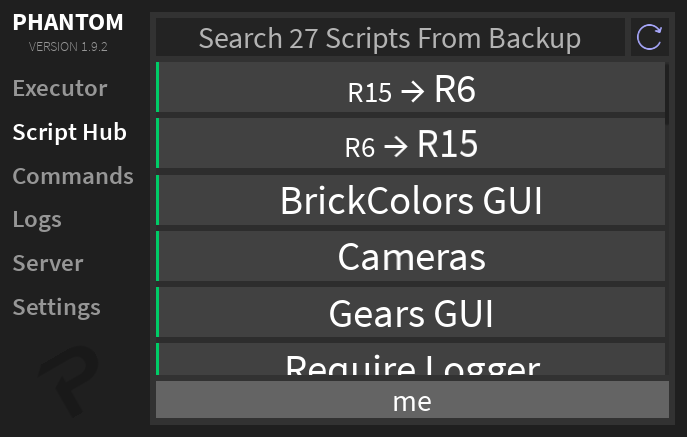 PHANTOM
VERSION 1.9.2
Executor
Script Hub
Commands
Logs
Server
Settings
Search 27 Scripts From Backup
R15 → R6
R6 → R15
BrickColors GUI
Cameras
Gears GUI
Require Logger
me